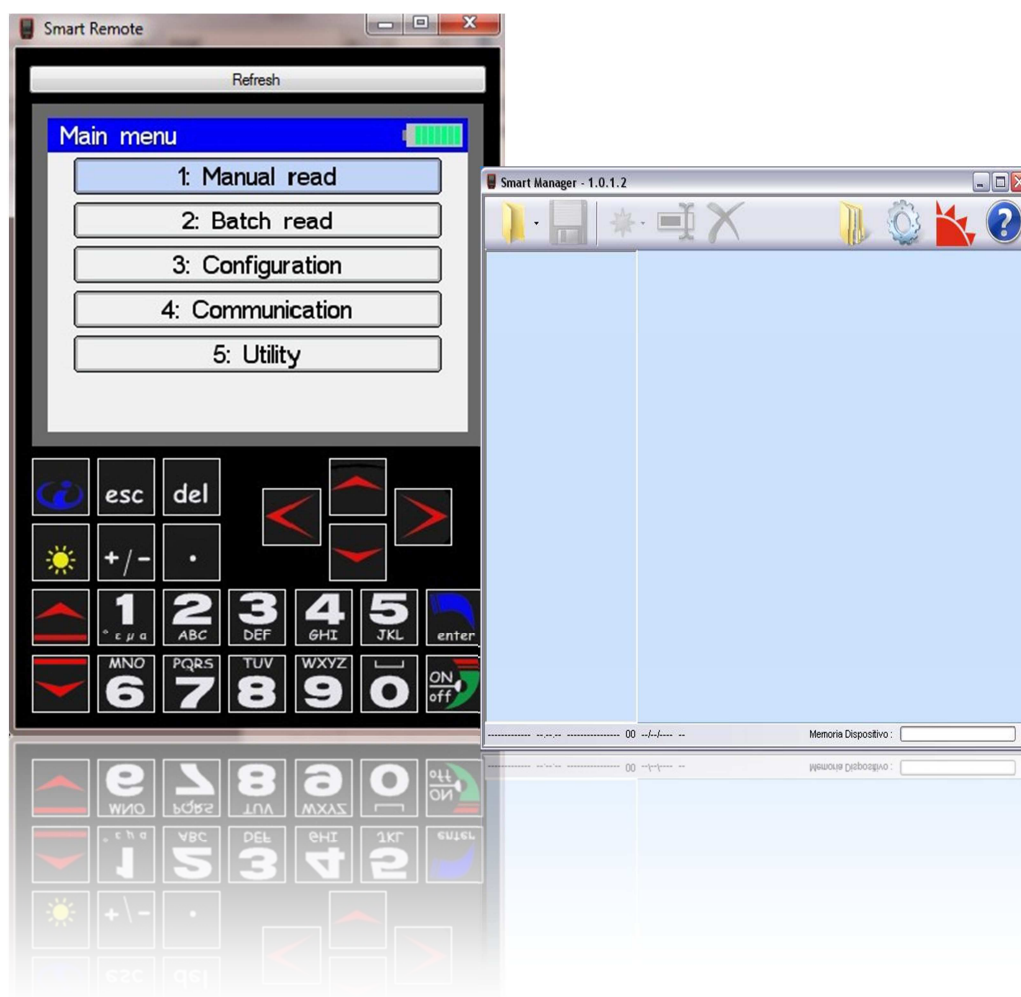 Smart Remote
Refresh
Main menu
1: Manual read
2: Batch read
3: Configuration
4: Communication
5: Utility
esc del
+/- .
1 2 3 4 5
° ε μ α ABC DEF GHI JKL enter
MNO PQRS TUV WXYZ
6 7 8 9 0
ON
off
Smart Manager - 1.0.1.2
?
------------- --.--.-- ---------------- 00 --/--/---- --
Memoria Dispositivo :